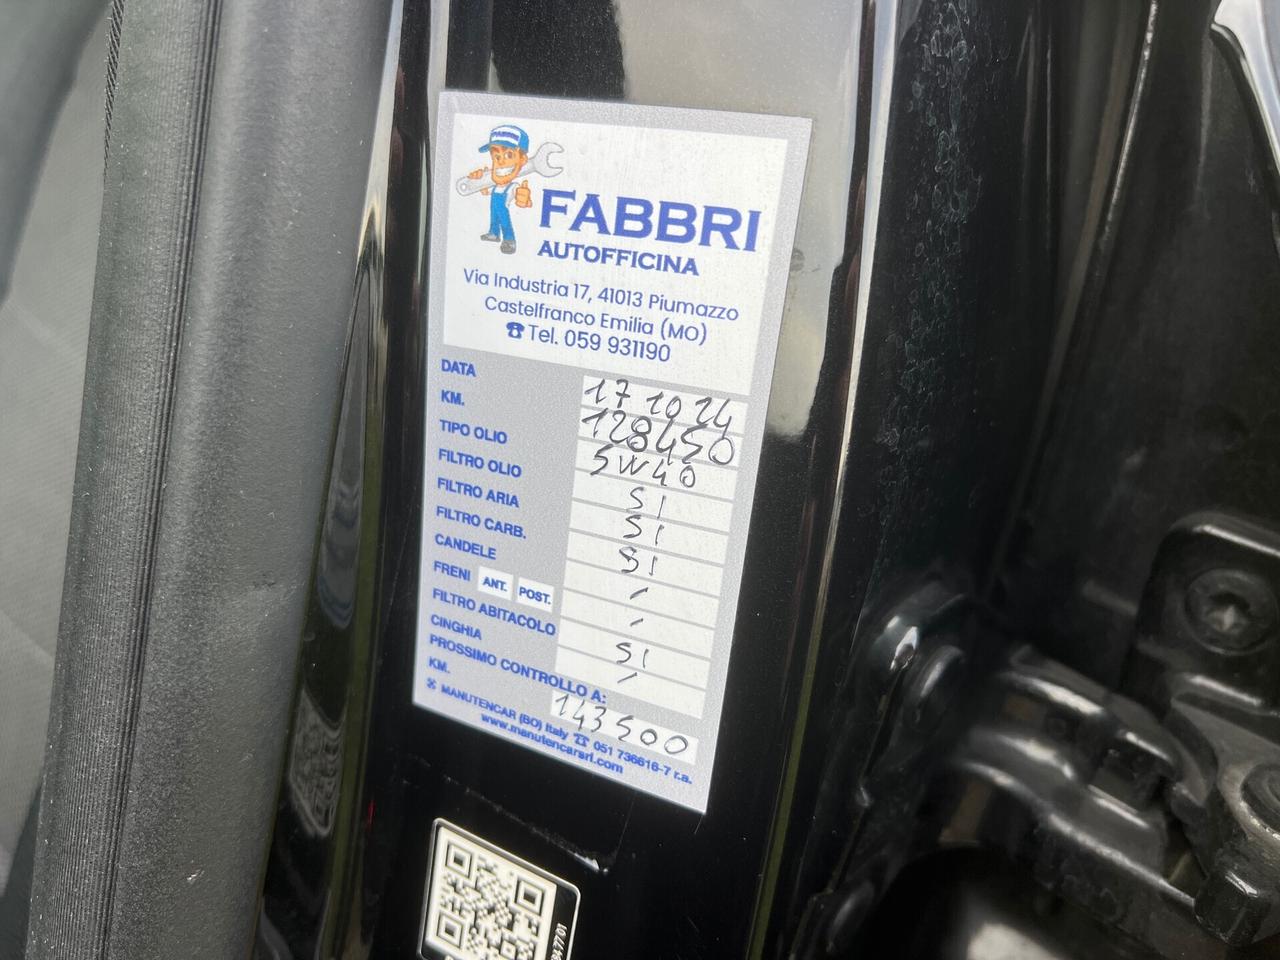 FABBRI
AUTOFFICINA
Via Industria 17, 41013 Piumazzo
Castelfranco Emilia (MO)
☎ Tel. 059 931190
DATA 17 10 24
KM. 128450
TIPO OLIO 5W40
FILTRO OLIO SI
FILTRO ARIA SI
FILTRO CARB. SI
CANDELE -
FRENI ANT. POST. -
FILTRO ABITACOLO SI
CINGHIA -
PROSSIMO CONTROLLO A:
KM. 143500
MANUTENCAR (BO) Italy ☎ 051 736616-7 r.a.
www.manutencarsrl.com